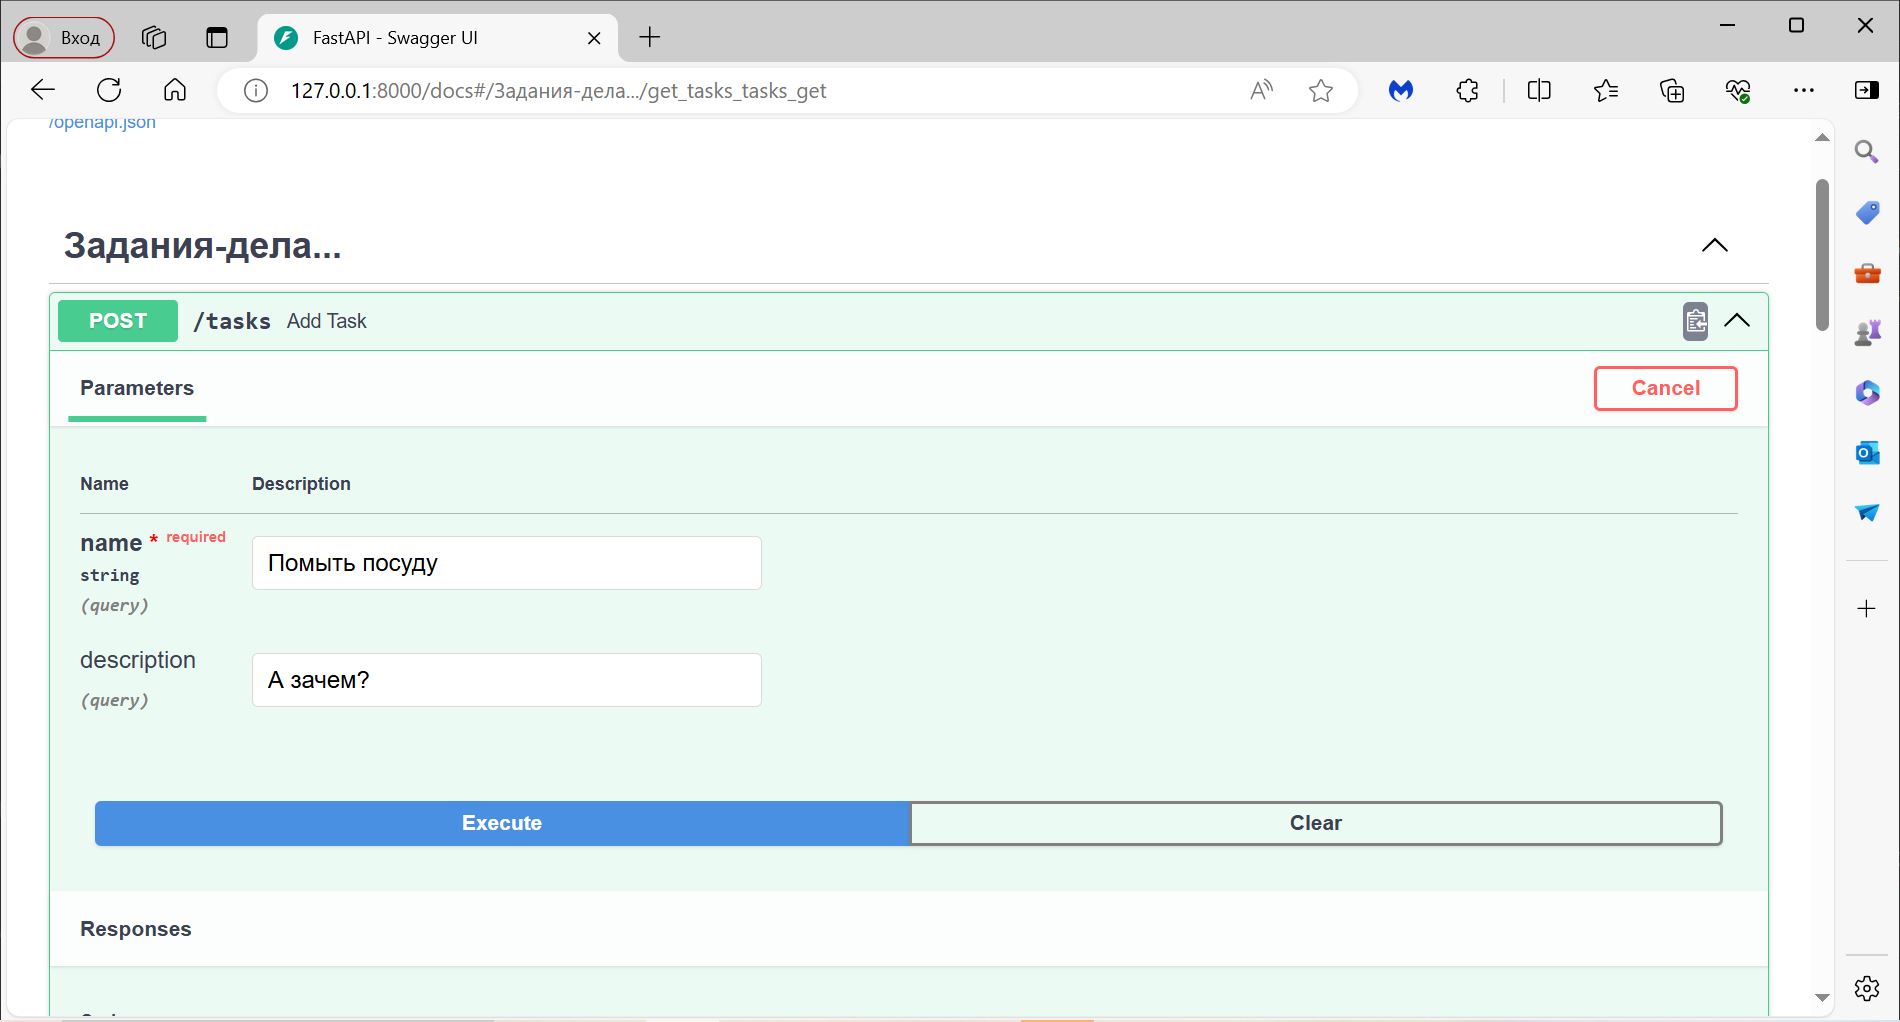 Вход
FastAPI - Swagger UI
127.0.0.1:8000/docs#/Задания-дела.../get_tasks_tasks_get
/openapi.json
Задания-дела...
POST /tasks Add Task
Parameters
Cancel
Name Description
name * required
string
(query)
Помыть посуду
description
(query)
А зачем?
Execute
Clear
Responses